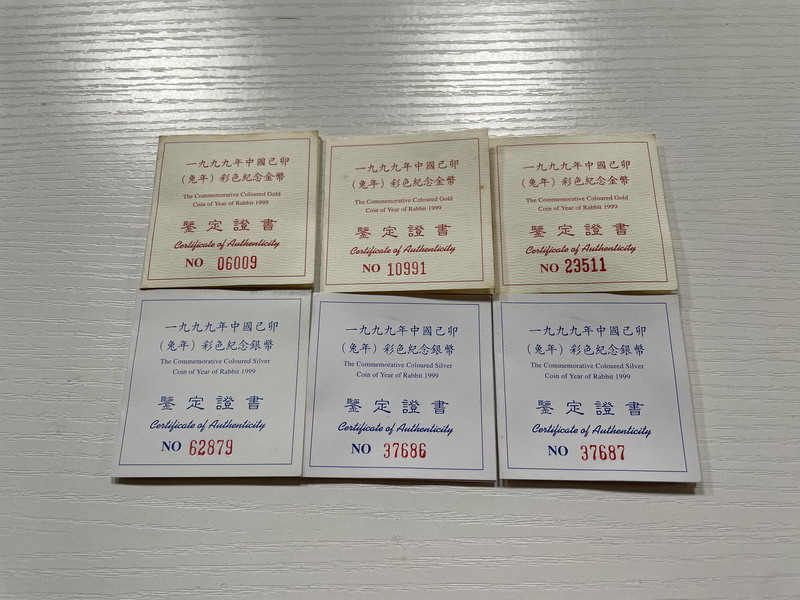 一九九九年中國己卯
（兔年）彩色紀念金幣
The Commemorative Coloured Gold
Coin of Year of Rabbit 1999
鑒定證書
Certificate of Authenticity
NO 06009
一九九九年中國己卯
（兔年）彩色紀念金幣
The Commemorative Coloured Gold
Coin of Year of Rabbit 1999
鑒定證書
Certificate of Authenticity
NO 10991
一九九九年中國己卯
（兔年）彩色紀念金幣
The Commemorative Coloured Gold
Coin of Year of Rabbit 1999
鑒定證書
Certificate of Authenticity
NO 23511
一九九九年中國己卯
（兔年）彩色紀念銀幣
The Commemorative Coloured Silver
Coin of Year of Rabbit 1999
鑒定證書
Certificate of Authenticity
NO 62879
一九九九年中國己卯
（兔年）彩色紀念銀幣
The Commemorative Coloured Silver
Coin of Year of Rabbit 1999
鑒定證書
Certificate of Authenticity
NO 37686
一九九九年中國己卯
（兔年）彩色紀念銀幣
The Commemorative Coloured Silver
Coin of Year of Rabbit 1999
鑒定證書
Certificate of Authenticity
NO 37687